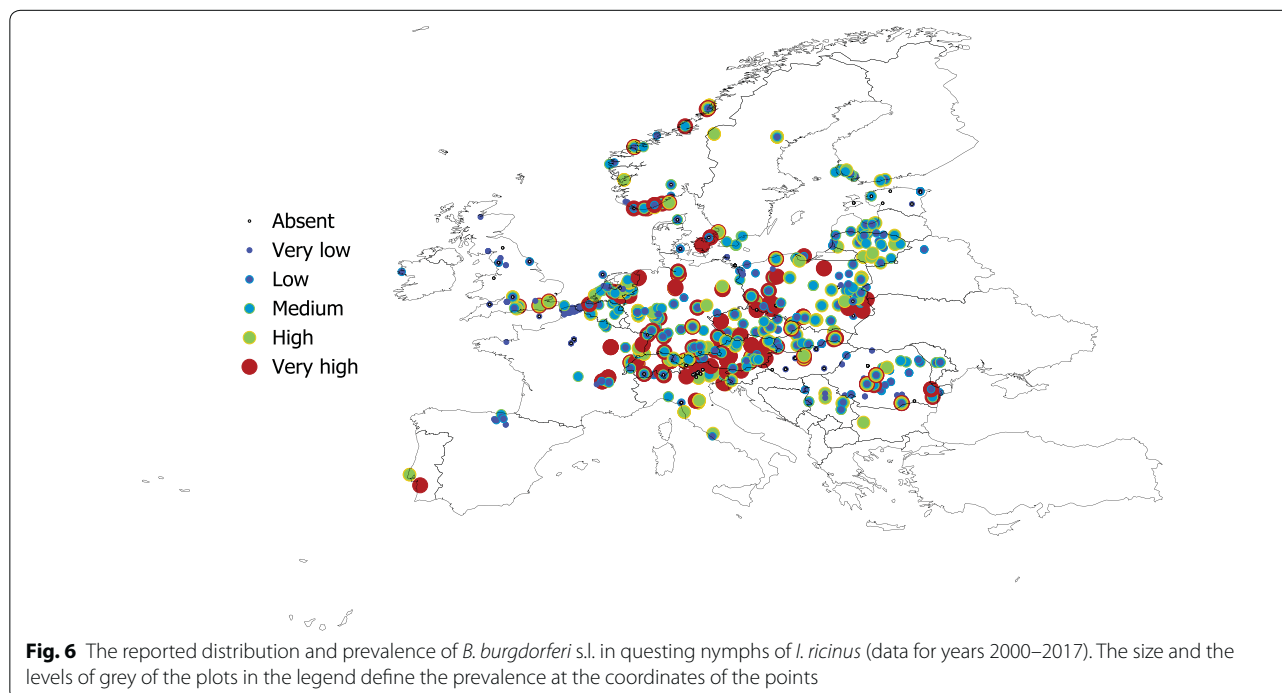 Absent
Very low
Low
Medium
High
Very high
Fig. 6 The reported distribution and prevalence of B. burgdorferi s.l. in questing nymphs of I. ricinus (data for years 2000–2017). The size and the
levels of grey of the plots in the legend define the prevalence at the coordinates of the points